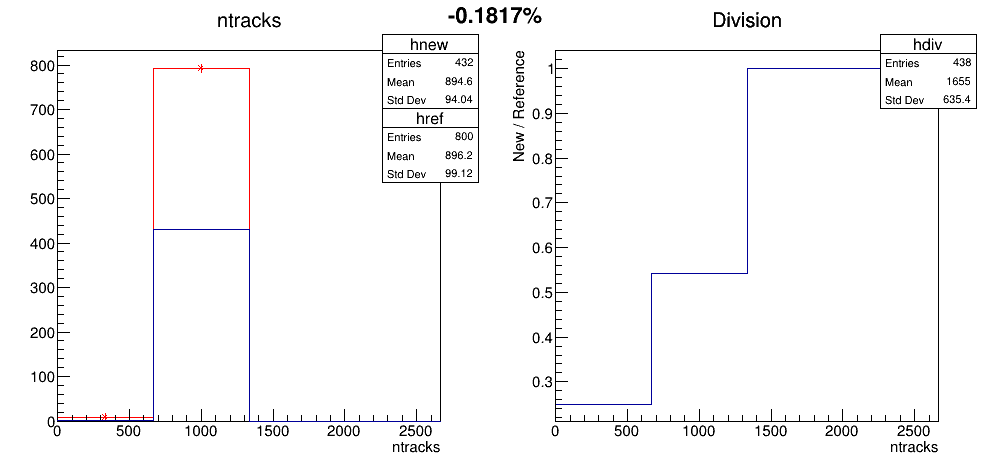 -0.1817%
ntracks
hnew
Entries 432
Mean 894.6
Std Dev 94.04
href
Entries 800
Mean 896.2
Std Dev 99.12
800
700
600
500
400
300
200
100
0
0 500 1000 1500 2000 2500
ntracks
Division
hdiv
Entries 438
Mean 1655
Std Dev 635.4
New / Reference
1
0.9
0.8
0.7
0.6
0.5
0.4
0.3
0 500 1000 1500 2000 2500
ntracks